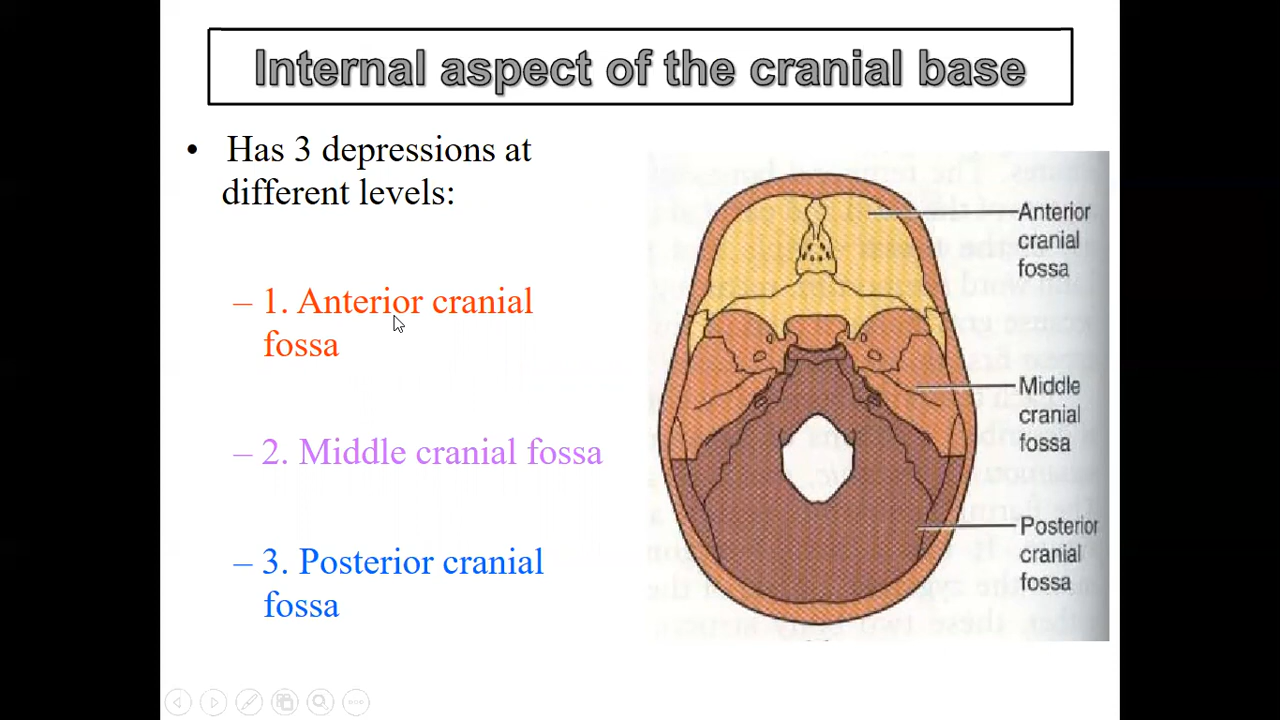 Internal aspect of the cranial base
• Has 3 depressions at
different levels:
– 1. Anterior cranial
fossa
– 2. Middle cranial fossa
– 3. Posterior cranial
fossa
Anterior
cranial
fossa
Middle
cranial
fossa
Posterior
cranial
fossa